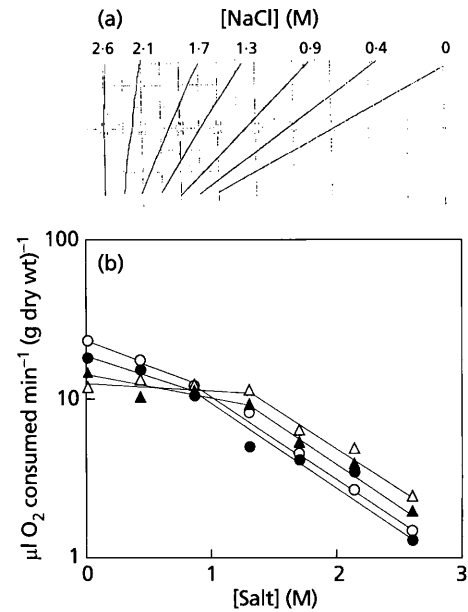 (a) [NaCl] (M)
2·6 2·1 1·7 1·3 0·9 0·4 0
(b)
100
10
1
µl O₂ consumed min⁻¹ (g dry wt)⁻¹
0 1 2 3
[Salt] (M)